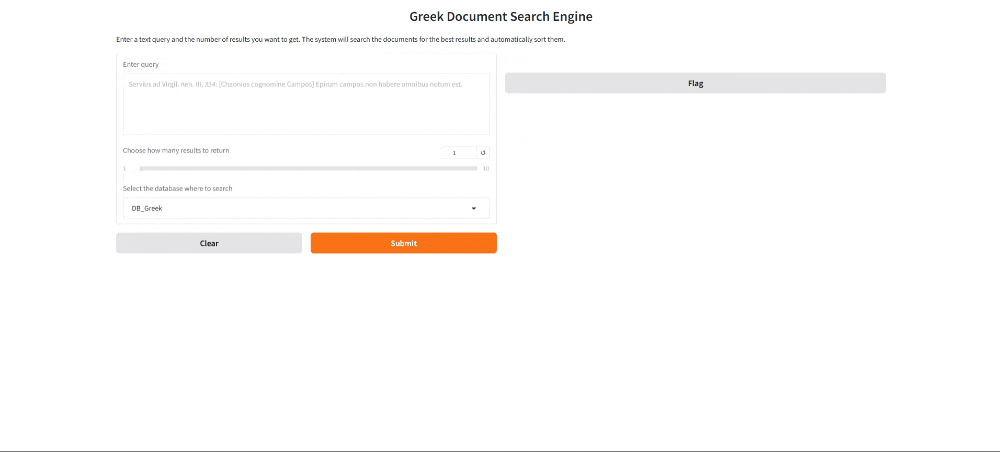 Greek Document Search Engine
Enter a text query and the number of results you want to get. The system will search the documents for the best results and automatically sort them.
Enter query
Servius ad Virgil. Aen. III, 334: [Chaonios cognomine Campos] Epirum campos non habere omnibus notum est.
Flag
Choose how many results to return
1
↺
1
10
Select the database where to search
DB_Greek
Clear
Submit